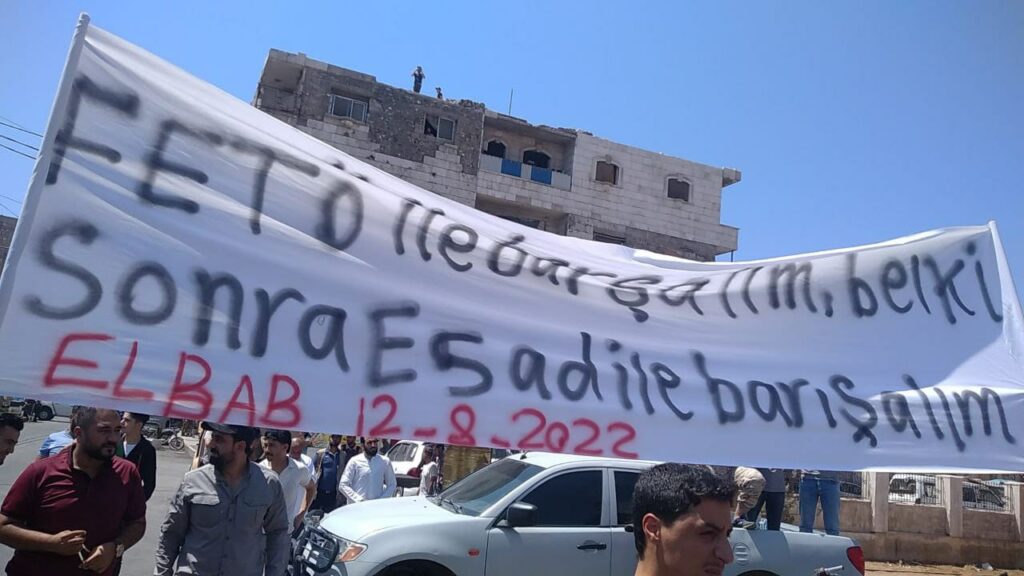 FETÖ ile barışalım, belki
Sonra Esad ile barışalım
ELBAB 12-8-2022